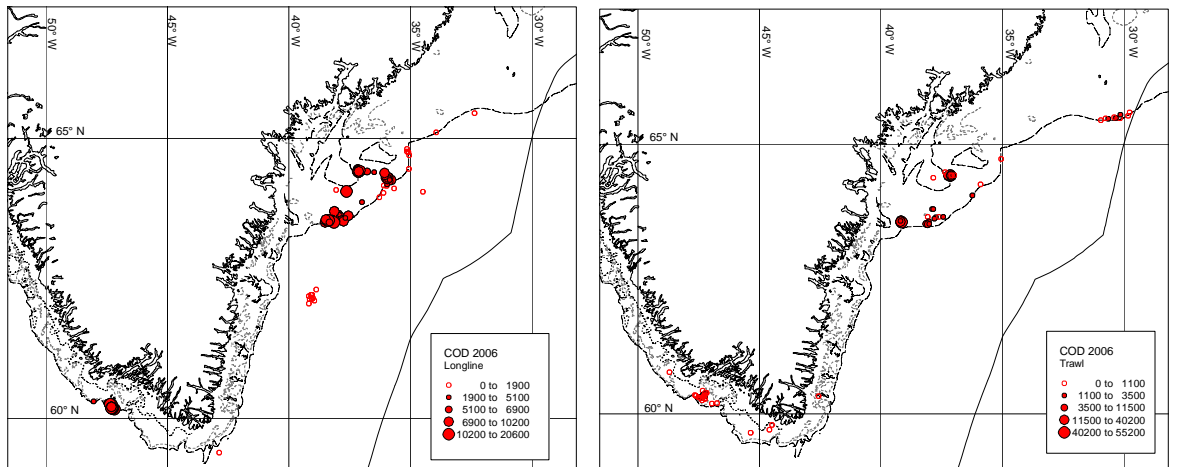 50° W
45° W
40° W
35° W
30° W
65° N
60° N
COD 2006
Longline
0 to 1900
1900 to 5100
5100 to 6900
6900 to 10200
10200 to 20600
50° W
45° W
40° W
35° W
30° W
65° N
60° N
COD 2006
Trawl
0 to 1100
1100 to 3500
3500 to 11500
11500 to 40200
40200 to 55200